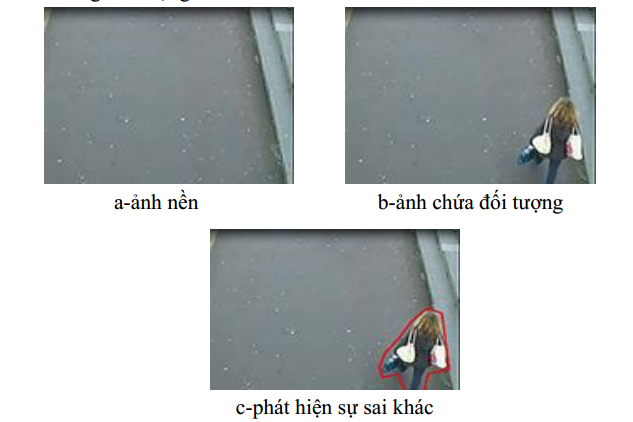 a-ảnh nền
b-ảnh chứa đối tượng
c-phát hiện sự sai khác